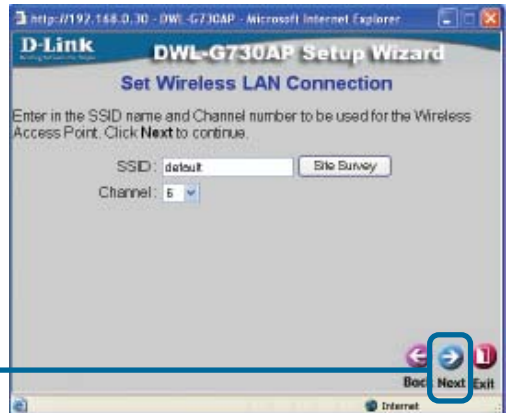 http://192.168.0.30 - DWL-G730AP - Microsoft Internet Explorer
D-Link
DWL-G730AP Setup Wizard
Set Wireless LAN Connection
Enter in the SSID name and Channel number to be used for the Wireless
Access Point. Click Next to continue.
SSID: default Site Survey
Channel: 6
Back Next Exit
Internet